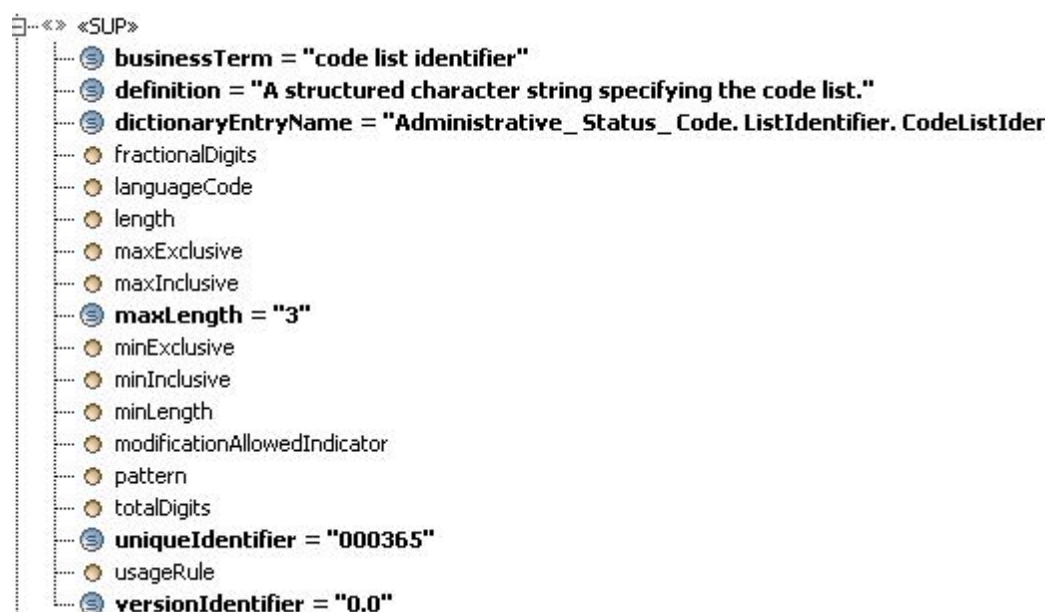 «» «SUP»
businessTerm = "code list identifier"
definition = "A structured character string specifying the code list."
dictionaryEntryName = "Administrative_ Status_ Code. ListIdentifier. CodeListIder
fractionalDigits
languageCode
length
maxExclusive
maxInclusive
maxLength = "3"
minExclusive
minInclusive
minLength
modificationAllowedIndicator
pattern
totalDigits
uniqueIdentifier = "000365"
usageRule
versionIdentifier = "0.0"